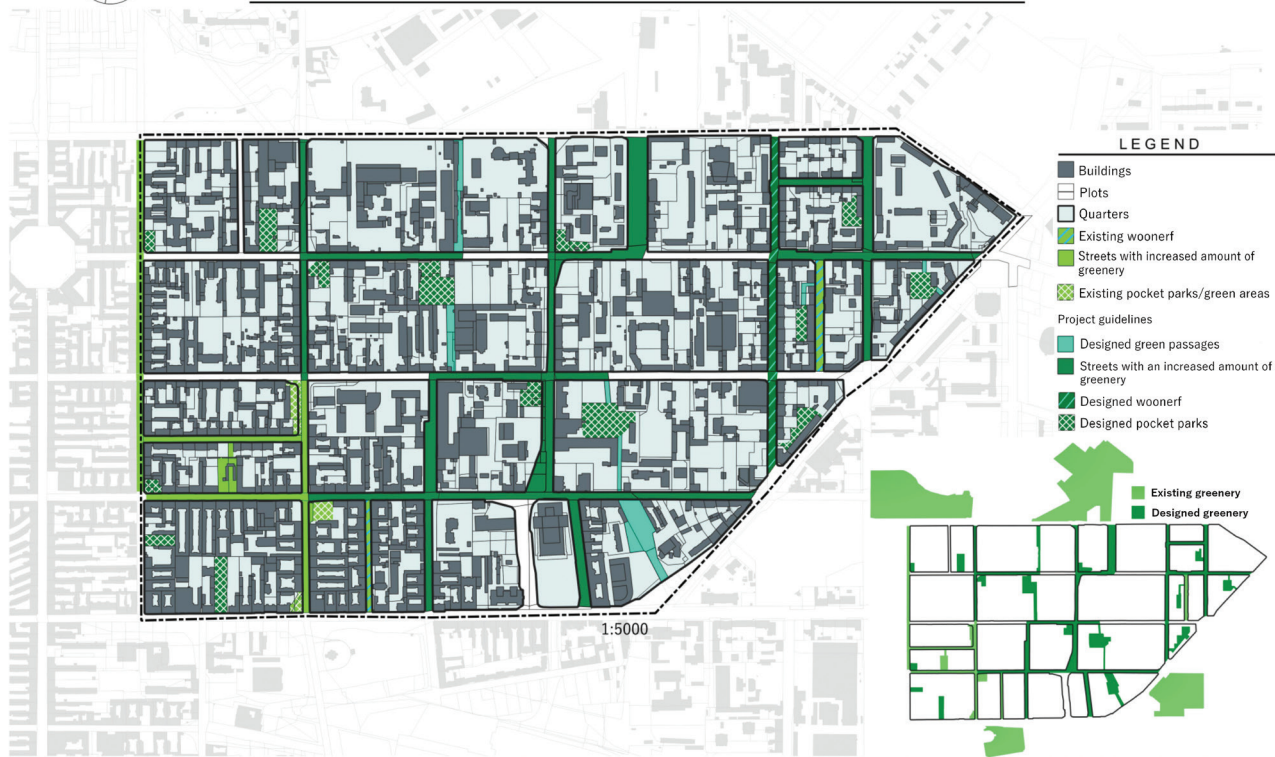 LEGEND
Buildings
Plots
Quarters
Existing woonerf
Streets with increased amount of
greenery
Existing pocket parks/green areas
Project guidelines
Designed green passages
Streets with an increased amount of
greenery
Designed woonerf
Designed pocket parks
Existing greenery
Designed greenery
1:5000